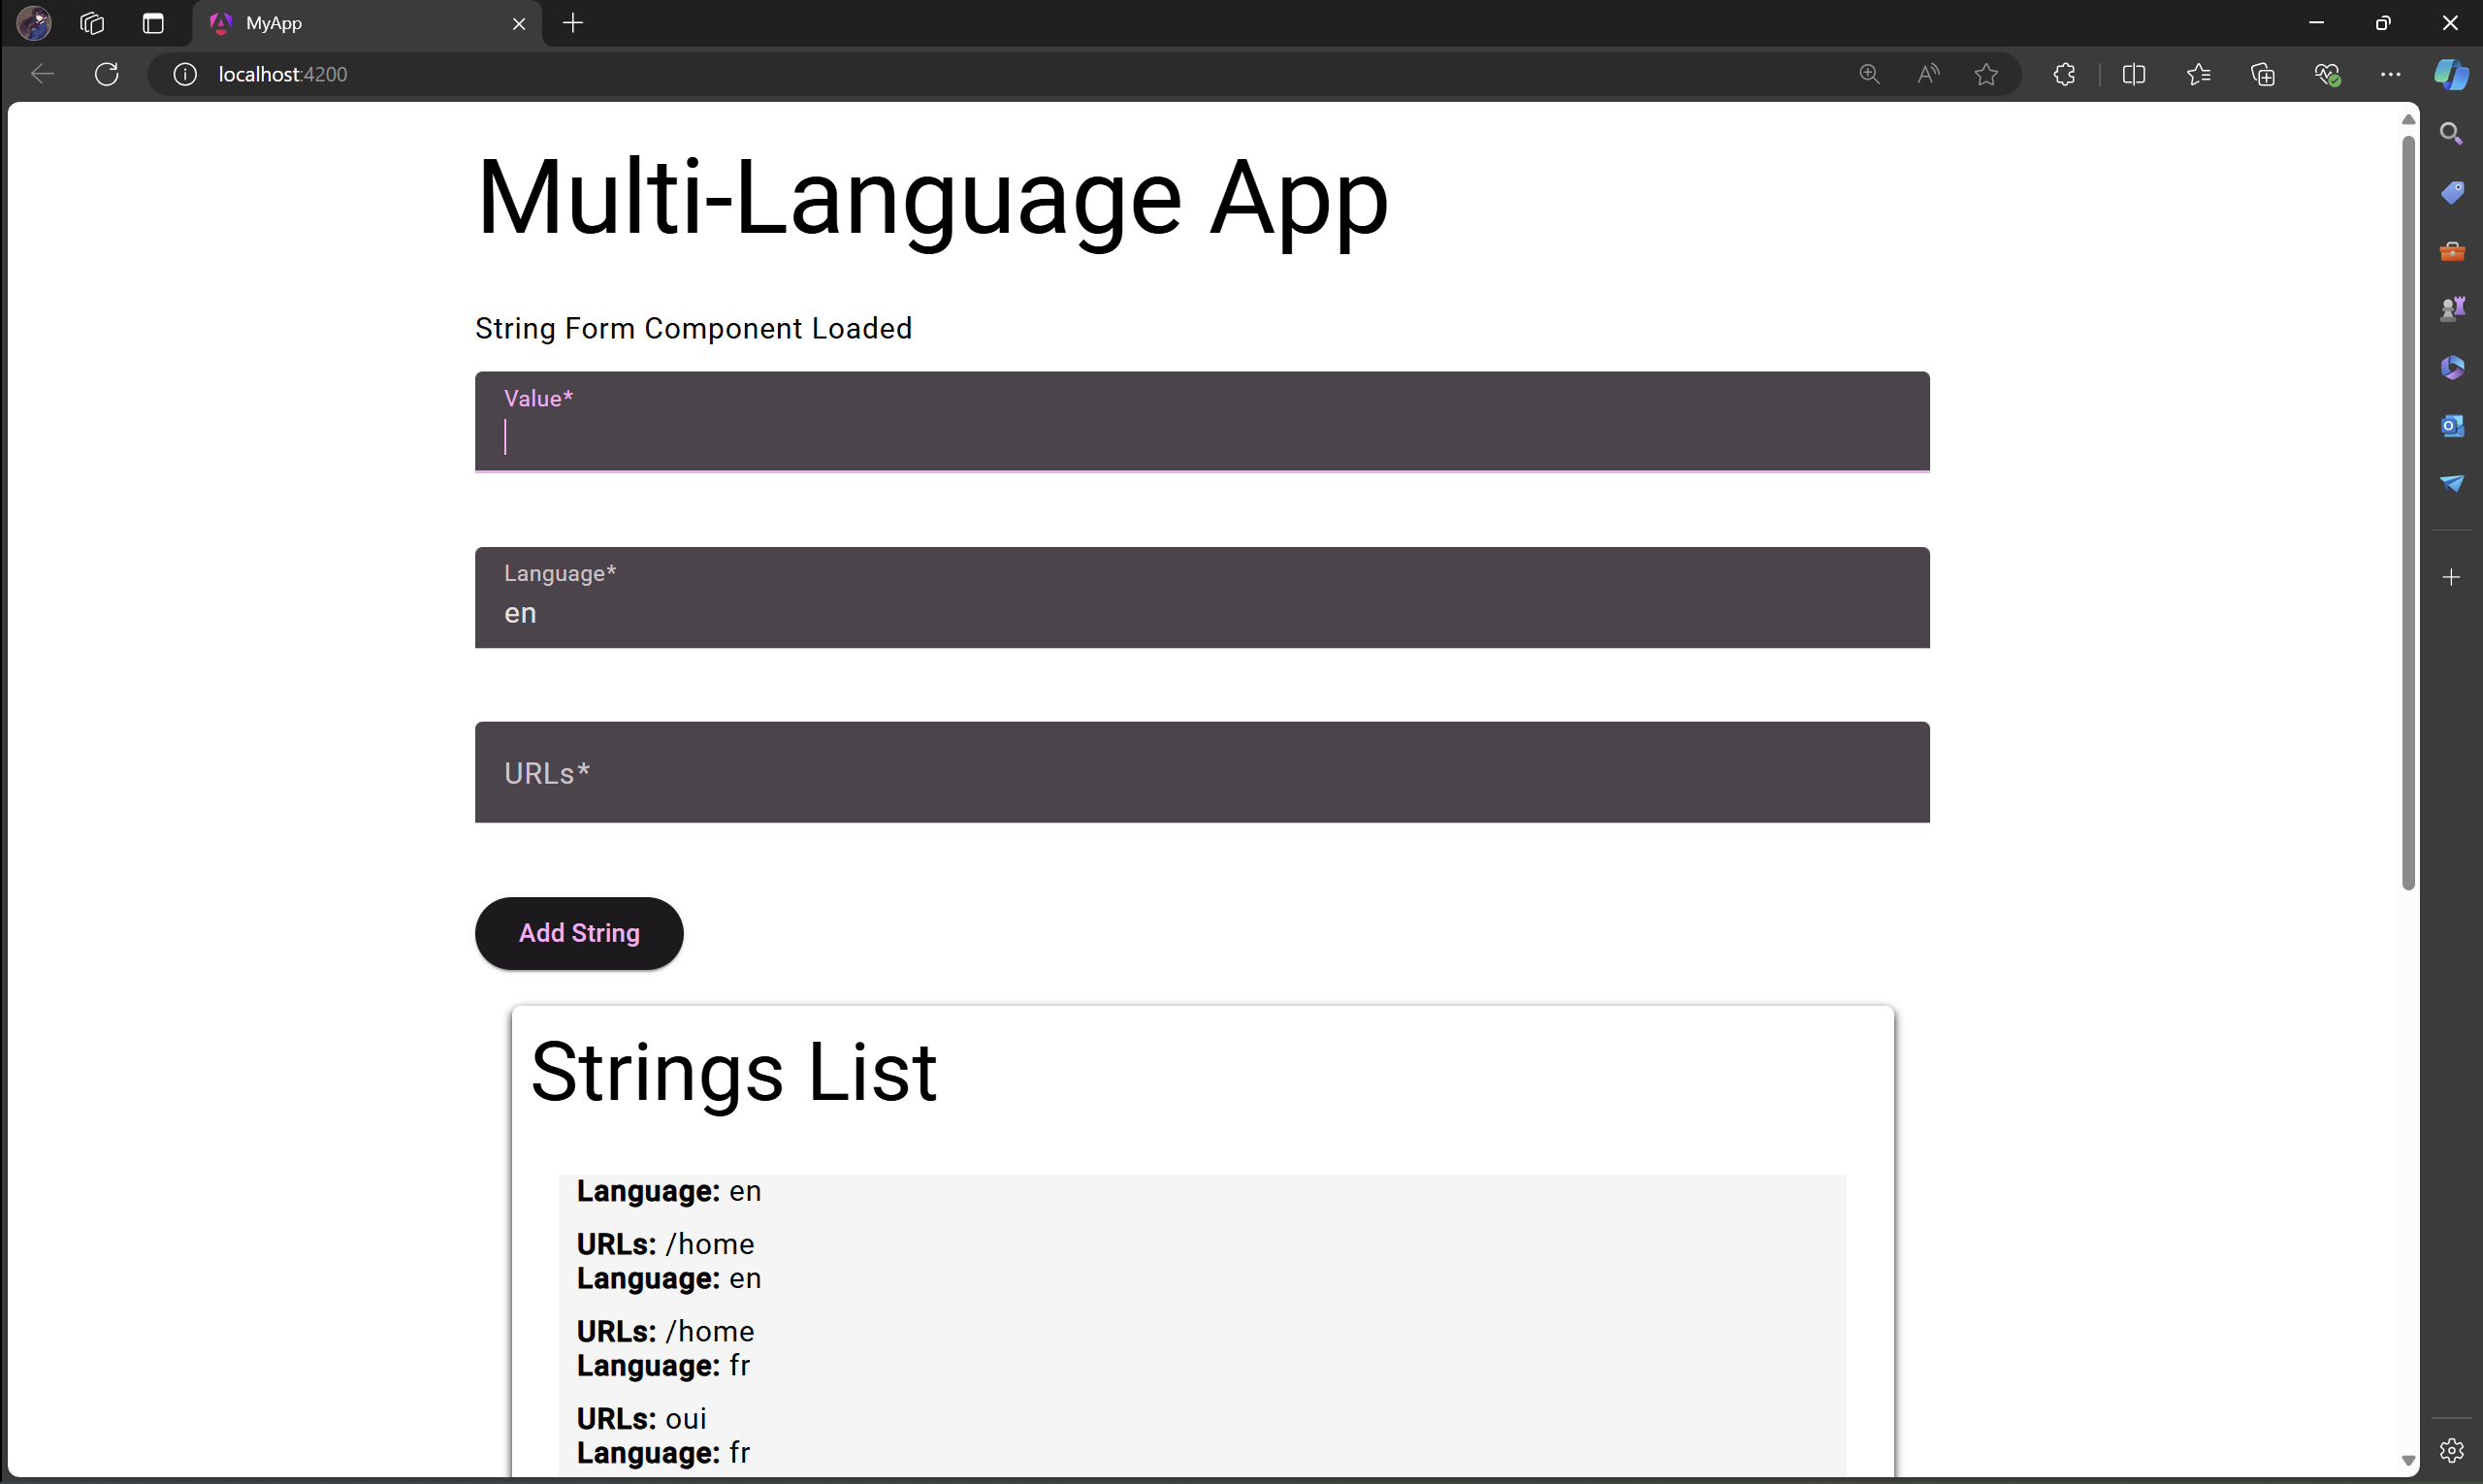 MyApp
localhost:4200
Multi-Language App
String Form Component Loaded
Value*
Language*
en
URLs*
Add String
Strings List
Language: en
URLs: /home
Language: en
URLs: /home
Language: fr
URLs: oui
Language: fr